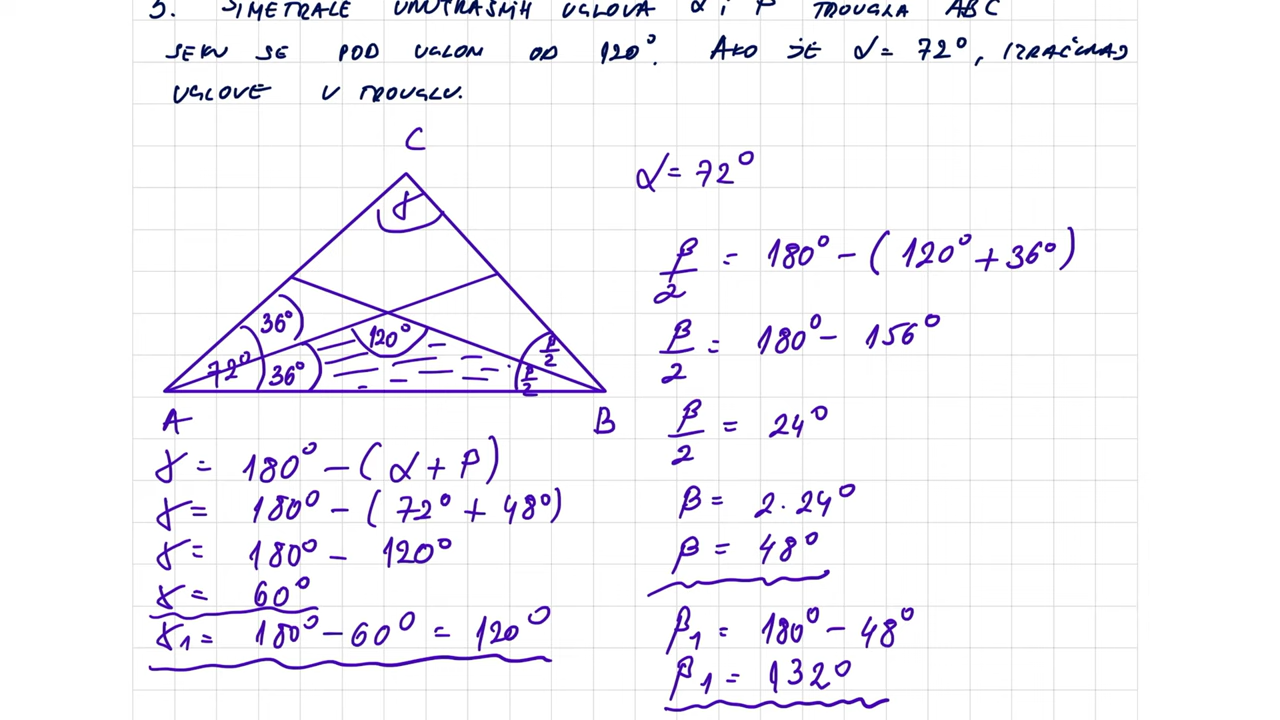 3. SIMETRALE UNUTRAŠNJIH UGLOVA α i β TROUGLA ABC
SEKU SE POD UGLOM OD 120°. AKO JE α = 72°, IZRAČUNAJ
UGLOVE U TROUGLU.
C
γ
36°
72°
36°
120°
β/2
β/2
A
B
γ = 180° - (α + β)
γ = 180° - (72° + 48°)
γ = 180° - 120°
γ = 60°
γ1 = 180° - 60° = 120°
α = 72°
β/2 = 180° - (120° + 36°)
β/2 = 180° - 156°
β/2 = 24°
β = 2·24°
β = 48°
β1 = 180° - 48°
β1 = 132°